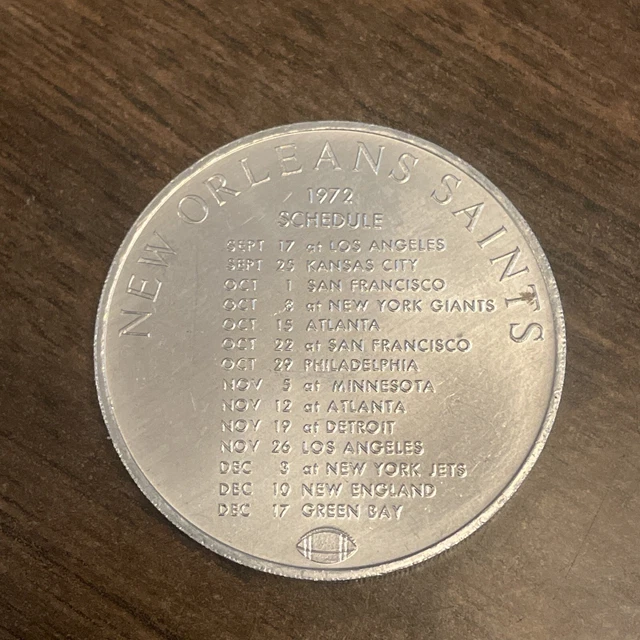 NEW ORLEANS SAINTS
1972
SCHEDULE
SEPT 17 at LOS ANGELES
SEPT 25 KANSAS CITY
OCT 1 SAN FRANCISCO
OCT 8 at NEW YORK GIANTS
OCT 15 ATLANTA
OCT 22 at SAN FRANCISCO
OCT 29 PHILADELPHIA
NOV 5 at MINNESOTA
NOV 12 at ATLANTA
NOV 19 at DETROIT
NOV 26 LOS ANGELES
DEC 3 at NEW YORK JETS
DEC 10 NEW ENGLAND
DEC 17 GREEN BAY